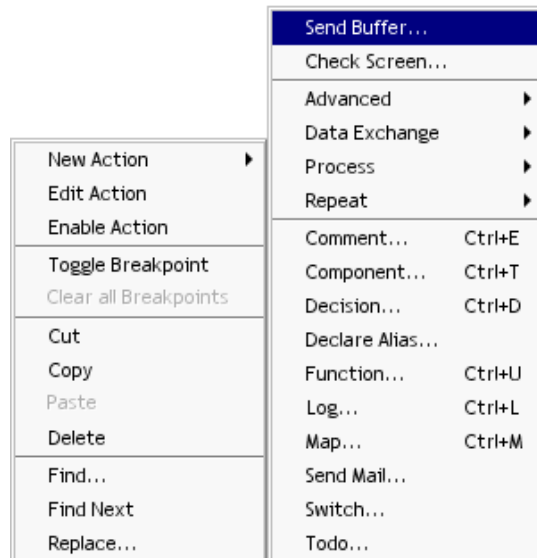 New Action
Edit Action
Enable Action
Toggle Breakpoint
Clear all Breakpoints
Cut
Copy
Paste
Delete
Find...
Find Next
Replace...
Send Buffer...
Check Screen...
Advanced
Data Exchange
Process
Repeat
Comment... Ctrl+E
Component... Ctrl+T
Decision... Ctrl+D
Declare Alias...
Function... Ctrl+U
Log... Ctrl+L
Map... Ctrl+M
Send Mail...
Switch...
Todo...